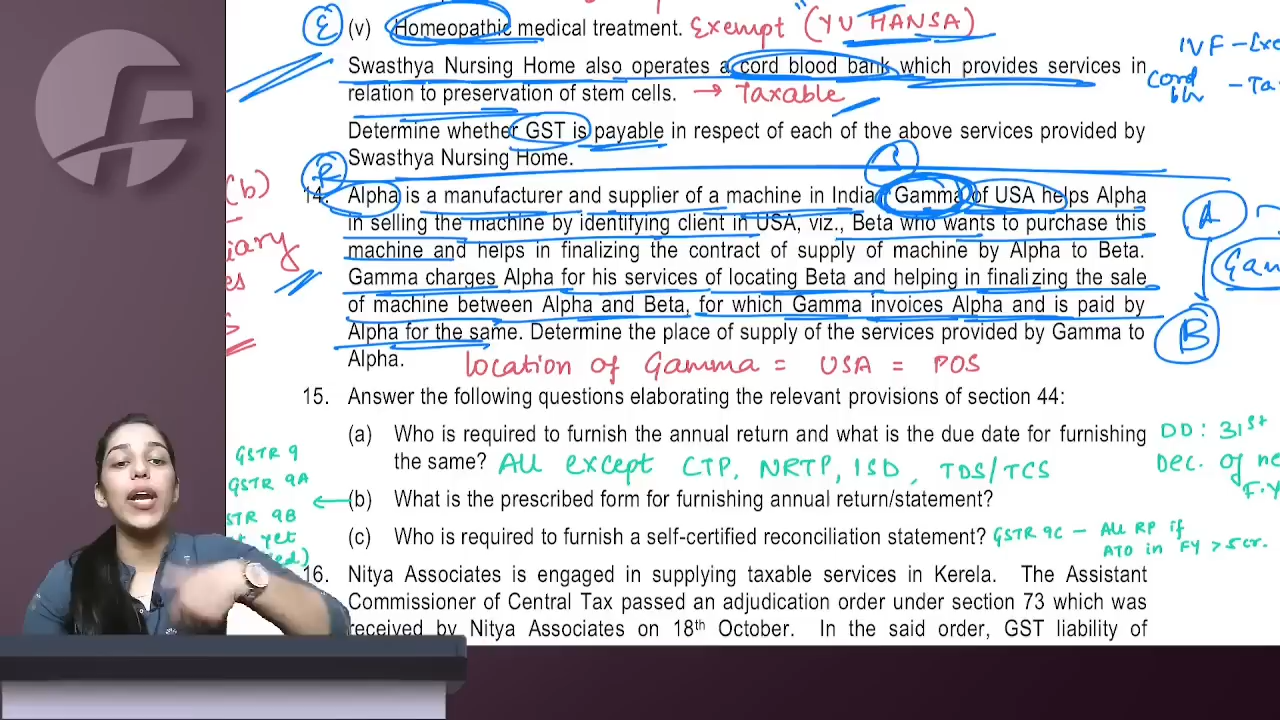 E (v) Homeopathic medical treatment. Exempt "(YU HANSA)
IVF - Exe
Swasthya Nursing Home also operates a cord blood bank which provides services in
Cord - Ta
relation to preservation of stem cells. → Taxable
Determine whether GST is payable in respect of each of the above services provided by
Swasthya Nursing Home.
R
(b)
14. Alpha is a manufacturer and supplier of a machine in India. Gamma of USA helps Alpha
A
in selling the machine by identifying client in USA, viz., Beta who wants to purchase this
iary
machine and helps in finalizing the contract of supply of machine by Alpha to Beta.
Gam
es
Gamma charges Alpha for his services of locating Beta and helping in finalizing the sale
of machine between Alpha and Beta, for which Gamma invoices Alpha and is paid by
B
Alpha for the same. Determine the place of supply of the services provided by Gamma to
Alpha. location of Gamma = USA = POS
15. Answer the following questions elaborating the relevant provisions of section 44:
(a) Who is required to furnish the annual return and what is the due date for furnishing
DD: 31st
the same? All except CTP, NRTP, ISD, TDS/TCS
Dec. of ne
F.Y
GSTR 9
GSTR 9A
← (b) What is the prescribed form for furnishing annual return/statement?
STR 9B
t yet
ed)
(c) Who is required to furnish a self-certified reconciliation statement? GSTR 9C - All RP if
ATO in FY > 5 cr.
16. Nitya Associates is engaged in supplying taxable services in Kerela. The Assistant
Commissioner of Central Tax passed an adjudication order under section 73 which was
received by Nitya Associates on 18th October. In the said order, GST liability of